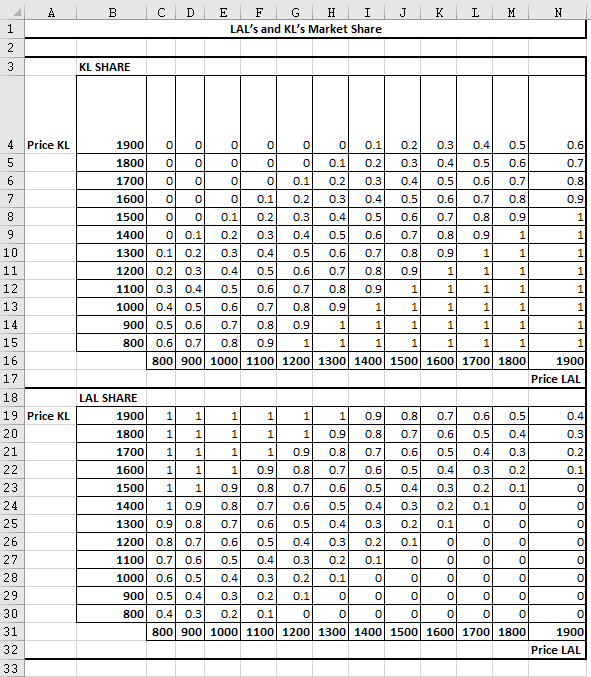 A B C D E F G H I J K L M N
1 LAL's and KL's Market Share
2
3 KL SHARE
4 Price KL 1900 0 0 0 0 0 0 0.1 0.2 0.3 0.4 0.5 0.6
5 1800 0 0 0 0 0 0.1 0.2 0.3 0.4 0.5 0.6 0.7
6 1700 0 0 0 0 0.1 0.2 0.3 0.4 0.5 0.6 0.7 0.8
7 1600 0 0 0 0.1 0.2 0.3 0.4 0.5 0.6 0.7 0.8 0.9
8 1500 0 0 0.1 0.2 0.3 0.4 0.5 0.6 0.7 0.8 0.9 1
9 1400 0 0.1 0.2 0.3 0.4 0.5 0.6 0.7 0.8 0.9 1 1
10 1300 0.1 0.2 0.3 0.4 0.5 0.6 0.7 0.8 0.9 1 1 1
11 1200 0.2 0.3 0.4 0.5 0.6 0.7 0.8 0.9 1 1 1 1
12 1100 0.3 0.4 0.5 0.6 0.7 0.8 0.9 1 1 1 1 1
13 1000 0.4 0.5 0.6 0.7 0.8 0.9 1 1 1 1 1 1
14 900 0.5 0.6 0.7 0.8 0.9 1 1 1 1 1 1 1
15 800 0.6 0.7 0.8 0.9 1 1 1 1 1 1 1 1
16 800 900 1000 1100 1200 1300 1400 1500 1600 1700 1800 1900
17 Price LAL
18 LAL SHARE
19 Price KL 1900 1 1 1 1 1 1 0.9 0.8 0.7 0.6 0.5 0.4
20 1800 1 1 1 1 1 0.9 0.8 0.7 0.6 0.5 0.4 0.3
21 1700 1 1 1 1 0.9 0.8 0.7 0.6 0.5 0.4 0.3 0.2
22 1600 1 1 1 0.9 0.8 0.7 0.6 0.5 0.4 0.3 0.2 0.1
23 1500 1 1 0.9 0.8 0.7 0.6 0.5 0.4 0.3 0.2 0.1 0
24 1400 1 0.9 0.8 0.7 0.6 0.5 0.4 0.3 0.2 0.1 0 0
25 1300 0.9 0.8 0.7 0.6 0.5 0.4 0.3 0.2 0.1 0 0 0
26 1200 0.8 0.7 0.6 0.5 0.4 0.3 0.2 0.1 0 0 0 0
27 1100 0.7 0.6 0.5 0.4 0.3 0.2 0.1 0 0 0 0 0
28 1000 0.6 0.5 0.4 0.3 0.2 0.1 0 0 0 0 0 0
29 900 0.5 0.4 0.3 0.2 0.1 0 0 0 0 0 0 0
30 800 0.4 0.3 0.2 0.1 0 0 0 0 0 0 0 0
31 800 900 1000 1100 1200 1300 1400 1500 1600 1700 1800 1900
32 Price LAL
33